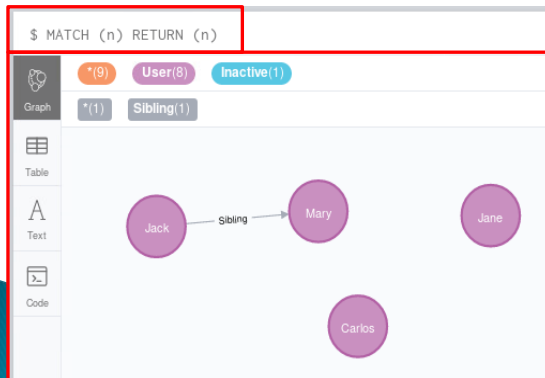 $ MATCH (n) RETURN (n)
*(9) User(8) Inactive(1)
*(1) Sibling(1)
Graph
Table
A
Text
Code
Jack
Sibling
Mary
Jane
Carlos